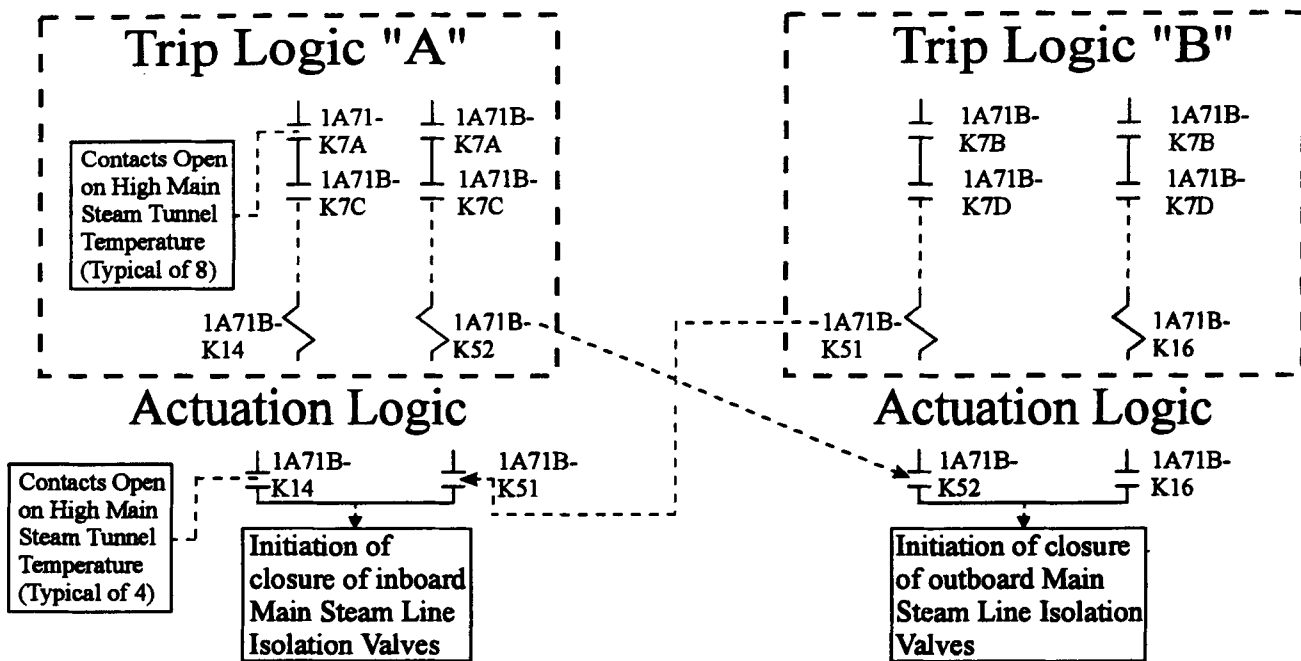 Trip Logic "A"
1A71-
K7A
1A71B-
K7A
Contacts Open
on High Main
Steam Tunnel
Temperature
(Typical of 8)
1A71B-
K7C
1A71B-
K7C
1A71B-
K14
1A71B-
K52
Trip Logic "B"
1A71B-
K7B
1A71B-
K7B
1A71B-
K7D
1A71B-
K7D
1A71B-
K51
1A71B-
K16
Actuation Logic
1A71B-
K14
1A71B-
K51
Contacts Open
on High Main
Steam Tunnel
Temperature
(Typical of 4)
Initiation of
closure of inboard
Main Steam Line
Isolation Valves
Actuation Logic
1A71B-
K52
1A71B-
K16
Initiation of closure
of outboard Main
Steam Line Isolation
Valves